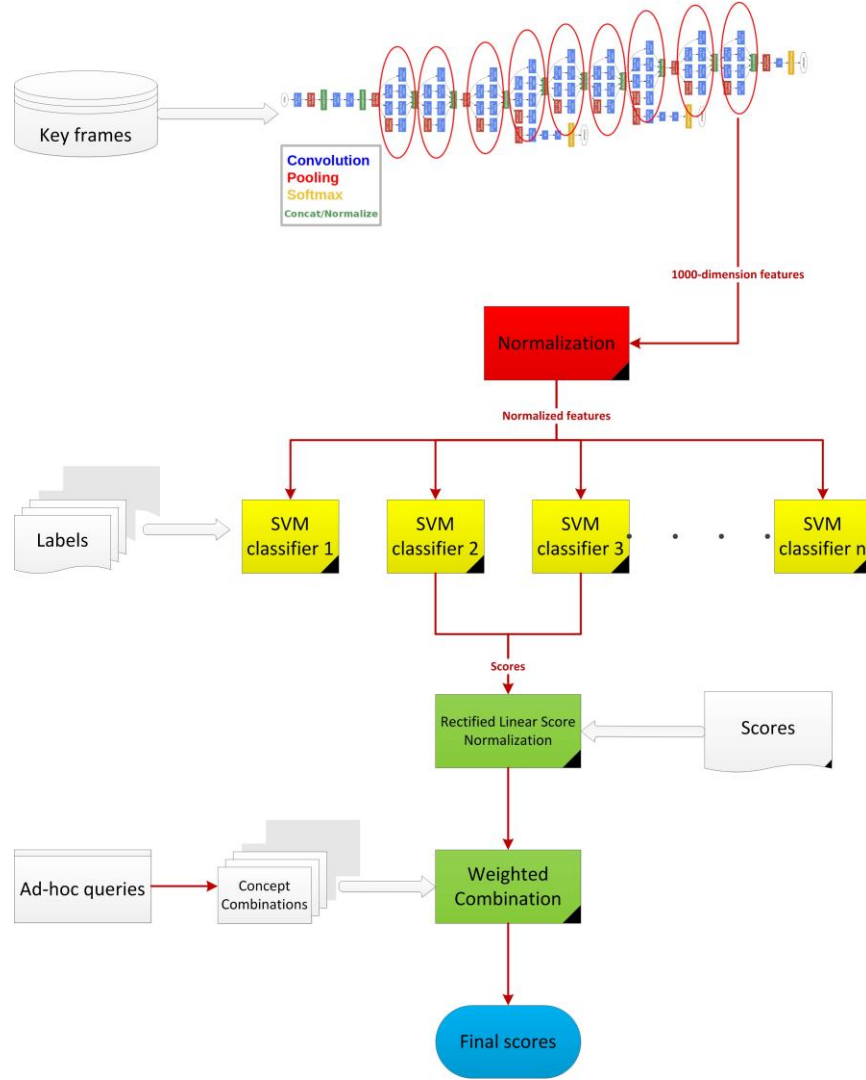 Key frames
Convolution
Pooling
Softmax
Concat/Normalize
1000-dimension features
Normalization
Normalized features
Labels
SVM
classifier 1
SVM
classifier 2
SVM
classifier 3
SVM
classifier n
Scores
Rectified Linear Score
Normalization
Scores
Ad-hoc queries
Concept
Combinations
Weighted
Combination
Final scores